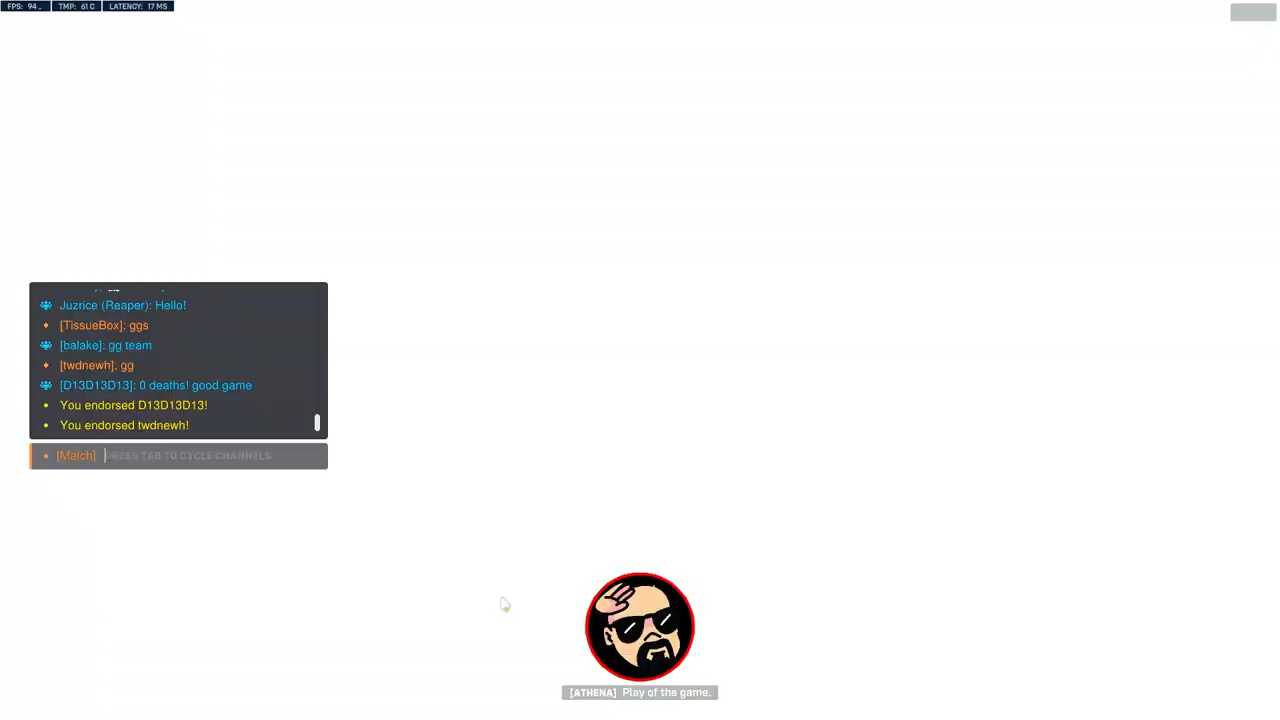 FPS: 94
TMP: 61 C
LATENCY: 17 MS
Juzrice (Reaper): Hello!
[TissueBox]: ggs
[balake]: gg team
[twdnewh]: gg
[D13D13D13]: 0 deaths! good game
You endorsed D13D13D13!
You endorsed twdnewh!
[Match] PRESS TAB TO CYCLE CHANNELS
[ATHENA] Play of the game.